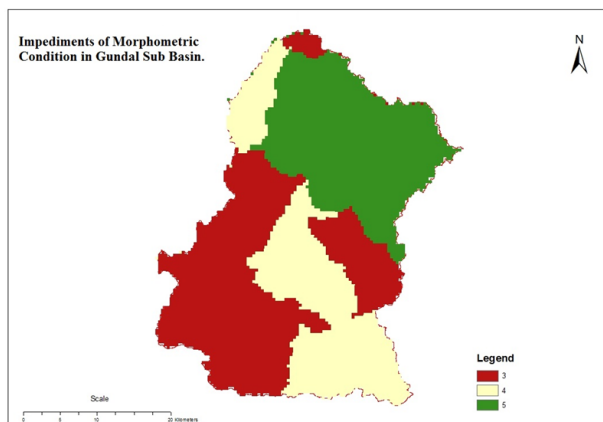 Impediments of Morphometric
Condition in Gundal Sub Basin.
N
Legend
3
4
5
Scale
0 5 10 20 Kilometers